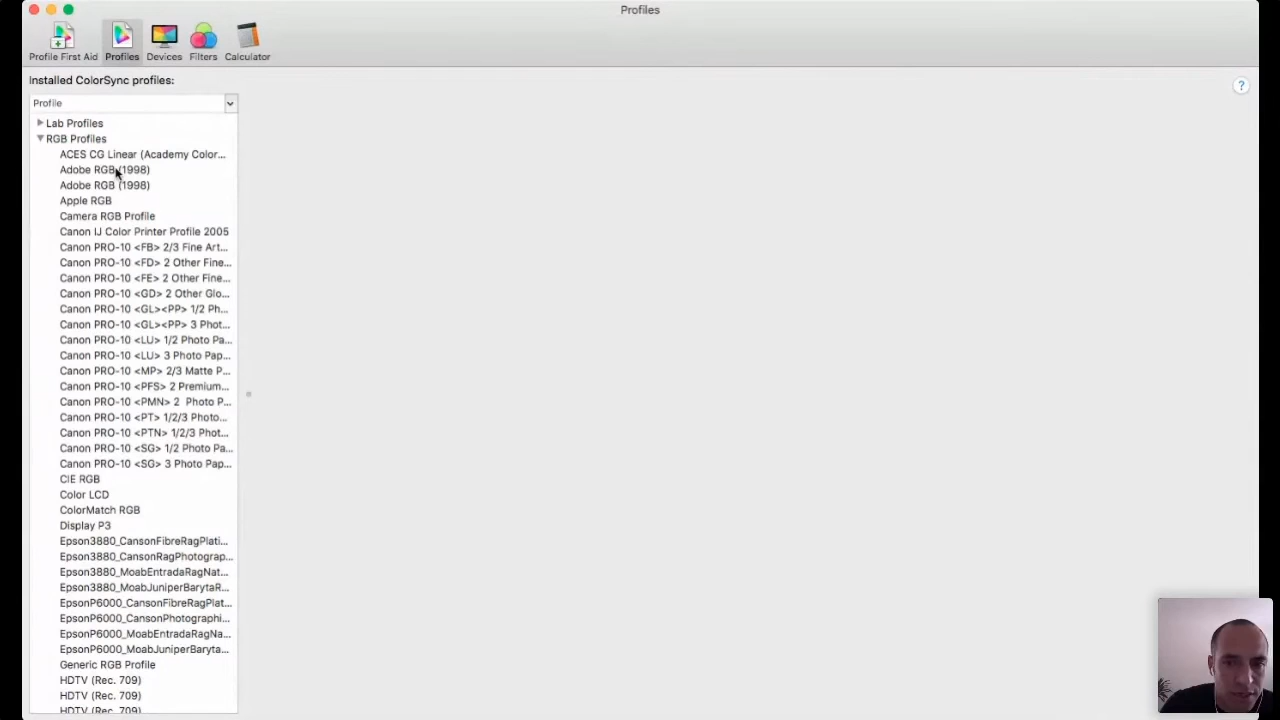 Profiles
Profile First Aid
Profiles
Devices
Filters
Calculator
Installed ColorSync profiles:
?
Profile
Lab Profiles
RGB Profiles
ACES CG Linear (Academy Color...
Adobe RGB (1998)
Adobe RGB (1998)
Apple RGB
Camera RGB Profile
Canon IJ Color Printer Profile 2005
Canon PRO-10 <FB> 2/3 Fine Art...
Canon PRO-10 <FD> 2 Other Fine...
Canon PRO-10 <FE> 2 Other Fine...
Canon PRO-10 <GD> 2 Other Glo...
Canon PRO-10 <GL><PP> 1/2 Ph...
Canon PRO-10 <GL><PP> 3 Phot...
Canon PRO-10 <LU> 1/2 Photo Pa...
Canon PRO-10 <LU> 3 Photo Pap...
Canon PRO-10 <MP> 2/3 Matte P...
Canon PRO-10 <PFS> 2 Premium...
Canon PRO-10 <PMN> 2  Photo P...
Canon PRO-10 <PT> 1/2/3 Photo...
Canon PRO-10 <PTN> 1/2/3 Phot...
Canon PRO-10 <SG> 1/2 Photo Pa...
Canon PRO-10 <SG> 3 Photo Pap...
CIE RGB
Color LCD
ColorMatch RGB
Display P3
Epson3880_CansonFibreRagPlati...
Epson3880_CansonRagPhotograp...
Epson3880_MoabEntradaRagNat...
Epson3880_MoabJuniperBarytaR...
EpsonP6000_CansonFibreRagPlat...
EpsonP6000_CansonPhotographi...
EpsonP6000_MoabEntradaRagNa...
EpsonP6000_MoabJuniperBaryta...
Generic RGB Profile
HDTV (Rec. 709)
HDTV (Rec. 709)
HDTV (Rec. 709)